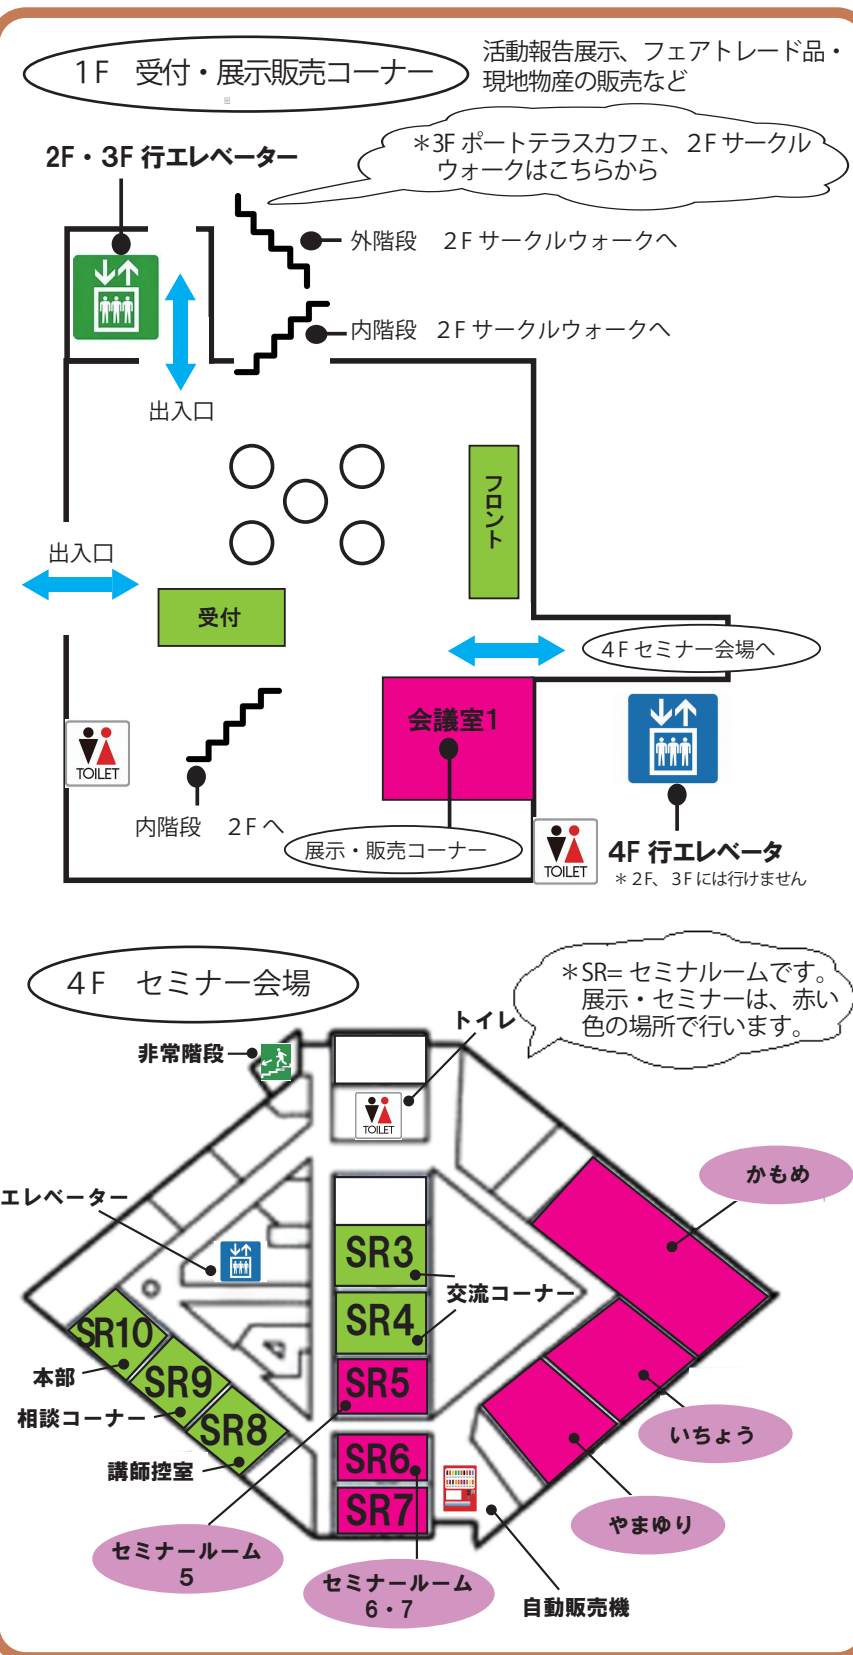 1F　受付・展示販売コーナー
活動報告展示、フェアトレード品・
現地物産の販売など
＊3F ポートテラスカフェ、２F サークル
ウォークはこちらから
2F・3F 行エレベーター
外階段　２F サークルウォークへ
内階段　２F サークルウォークへ
出入口
フロント
出入口
受付
４F セミナー会場へ
会議室1
TOILET
内階段　２F へ
展示・販売コーナー
TOILET
4F 行エレベータ
＊２F、３F には行けません
４F　セミナー会場
＊SR= セミナルームです。
展示・セミナーは、赤い
色の場所で行います。
トイレ
非常階段
TOILET
かもめ
エレベーター
SR3
交流コーナー
SR4
SR10
SR5
本部
SR9
相談コーナー
SR8
いちょう
SR6
講師控室
SR7
やまゆり
セミナールーム
5
セミナールーム
6・7
自動販売機